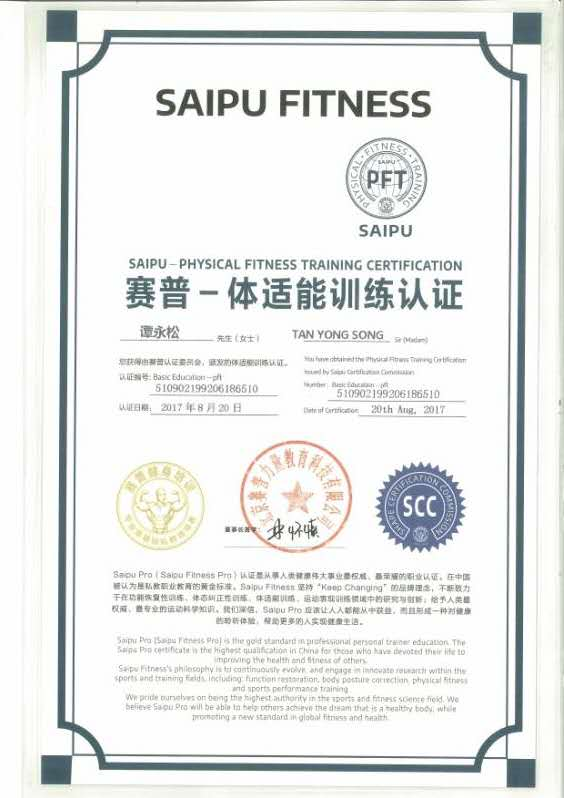 SAIPU FITNESS
PHYSICAL · FITNESS · TRAINING
SAIPU
PFT
SAIPU
SAIPU – PHYSICAL FITNESS TRAINING CERTIFICATION
赛普 – 体适能训练认证
谭永松 先生(女士)
TAN YONG SONG Sir (Madam)
您获得由赛普认证委员会,颁发的体适能训练认证。
认证编号: Basic Education – pft
510902199206186510
认证日期: 2017 年 8 月 20 日
You have obtained the Physical Fitness Training Certification
Issued by Saipu Certification Commission
Number: Basic Education – pft
510902199206186510
Date of Certification: 20th Aug, 2017
赛普健身培训
董事长签字:
SCC
Saipu Pro ( Saipu Fitness Pro ) 认证是从事人类健康伟大事业最权威、最荣耀的职业认证。在中国
被认为是私教职业教育的黄金标准。Saipu Fitness 坚持 “Keep Changing” 的品牌理念,不断致力
于在功能恢复性训练、体态纠正性训练、体适能训练、运动表现训练领域中的研究与创新;给予人类最
权威、最专业的运动科学知识。我们深信,Saipu Pro 应该让人人都能从中获益,而且形成一种对健康
的聆听体验,帮助更多的人实现健康生活。
Saipu Pro (Saipu Fitness Pro) is the gold standard in professional personal trainer education. The
Saipu Pro certificate is the highest qualification in China for those who have devoted their life to
improving the health and fitness of others.
Saipu Fitness's philosophy is to continuously evolve, and engage in innovate research within the
sports and training fields, including: function restoration, body posture correction, physical fitness
and sports performance training
We pride ourselves on being the highest authority in the sports and fitness science field. We
believe Saipu Pro will be able to help others achieve the dream that is a healthy body, while
promoting a new standard in global fitness and health.